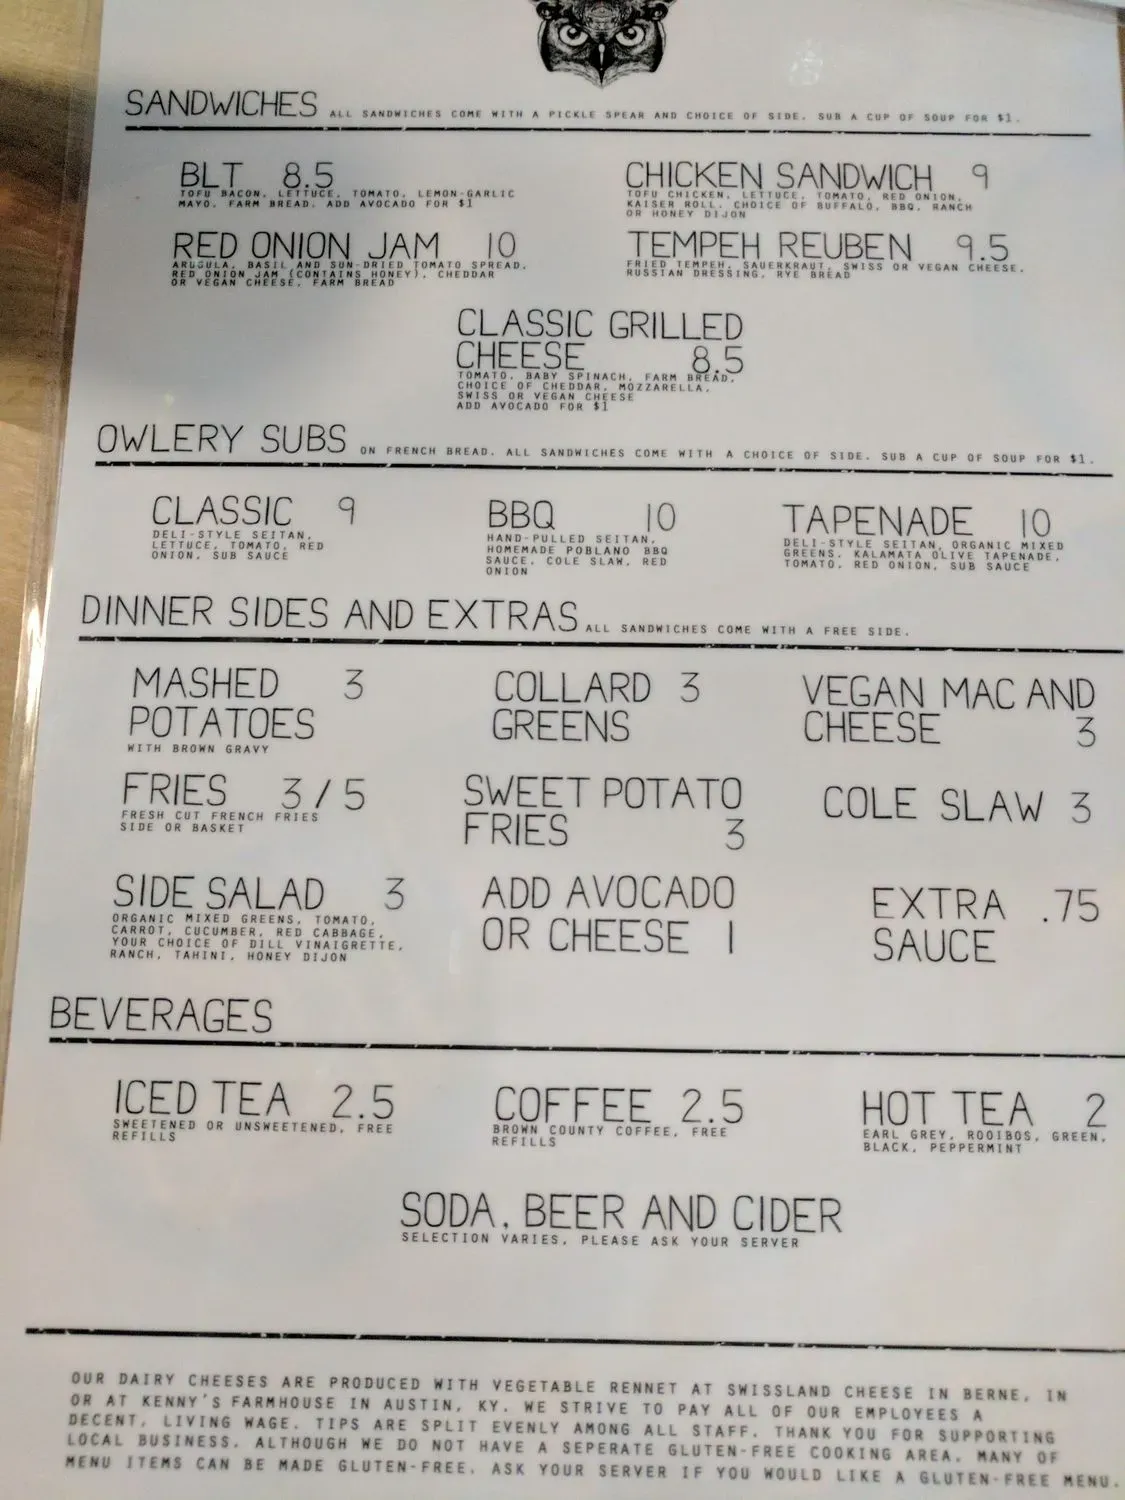 SANDWICHES ALL SANDWICHES COME WITH A PICKLE SPEAR AND CHOICE OF SIDE. SUB A CUP OF SOUP FOR $1.
BLT 8.5
TOFU BACON, LETTUCE, TOMATO, LEMON-GARLIC
MAYO, FARM BREAD. ADD AVOCADO FOR $1
CHICKEN SANDWICH 9
TOFU CHICKEN, LETTUCE, TOMATO, RED ONION,
KAISER ROLL, CHOICE OF BUFFALO, BBQ, RANCH
OR HONEY DIJON
RED ONION JAM 10
ARUGULA, BASIL AND SUN-DRIED TOMATO SPREAD,
RED ONION JAM (CONTAINS HONEY), CHEDDAR
OR VEGAN CHEESE, FARM BREAD
TEMPEH REUBEN 9.5
FRIED TEMPEH, SAUERKRAUT, SWISS OR VEGAN CHEESE,
RUSSIAN DRESSING, RYE BREAD
CLASSIC GRILLED
CHEESE 8.5
TOMATO, BABY SPINACH, FARM BREAD,
CHOICE OF CHEDDAR, MOZZARELLA,
SWISS OR VEGAN CHEESE
ADD AVOCADO FOR $1
OWLERY SUBS ON FRENCH BREAD. ALL SANDWICHES COME WITH A CHOICE OF SIDE. SUB A CUP OF SOUP FOR $1.
CLASSIC 9
DELI-STYLE SEITAN,
LETTUCE, TOMATO, RED
ONION, SUB SAUCE
BBQ 10
HAND-PULLED SEITAN,
HOMEMADE POBLANO BBQ
SAUCE, COLE SLAW, RED
ONION
TAPENADE 10
DELI-STYLE SEITAN, ORGANIC MIXED
GREENS, KALAMATA OLIVE TAPENADE,
TOMATO, RED ONION, SUB SAUCE
DINNER SIDES AND EXTRAS ALL SANDWICHES COME WITH A FREE SIDE.
MASHED 3
POTATOES
WITH BROWN GRAVY
COLLARD 3
GREENS
VEGAN MAC AND
CHEESE 3
FRIES 3/5
FRESH CUT FRENCH FRIES
SIDE OR BASKET
SWEET POTATO
FRIES 3
COLE SLAW 3
SIDE SALAD 3
ORGANIC MIXED GREENS, TOMATO,
CARROT, CUCUMBER, RED CABBAGE,
YOUR CHOICE OF DILL VINAIGRETTE,
RANCH, TAHINI, HONEY DIJON
ADD AVOCADO
OR CHEESE 1
EXTRA .75
SAUCE
BEVERAGES
ICED TEA 2.5
SWEETENED OR UNSWEETENED, FREE
REFILLS
COFFEE 2.5
BROWN COUNTY COFFEE, FREE
REFILLS
HOT TEA 2
EARL GREY, ROOIBOS, GREEN,
BLACK, PEPPERMINT
SODA, BEER AND CIDER
SELECTION VARIES, PLEASE ASK YOUR SERVER
OUR DAIRY CHEESES ARE PRODUCED WITH VEGETABLE RENNET AT SWISSLAND CHEESE IN BERNE, IN
OR AT KENNY'S FARMHOUSE IN AUSTIN, KY. WE STRIVE TO PAY ALL OF OUR EMPLOYEES A
DECENT, LIVING WAGE. TIPS ARE SPLIT EVENLY AMONG ALL STAFF. THANK YOU FOR SUPPORTING
LOCAL BUSINESS. ALTHOUGH WE DO NOT HAVE A SEPERATE GLUTEN-FREE COOKING AREA, MANY OF
MENU ITEMS CAN BE MADE GLUTEN-FREE. ASK YOUR SERVER IF YOU WOULD LIKE A GLUTEN-FREE MENU.